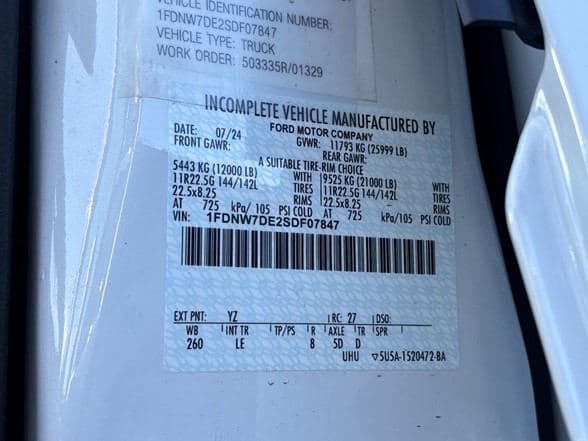 VEHICLE IDENTIFICATION NUMBER:
1FDNW7DE2SDF07847
VEHICLE TYPE: TRUCK
WORK ORDER: 503335R/01329
INCOMPLETE VEHICLE MANUFACTURED BY
FORD MOTOR COMPANY
DATE: 07/24 GVWR: 11793 KG (25999 LB)
FRONT GAWR: REAR GAWR:
A SUITABLE TIRE-RIM CHOICE
5443 KG (12000 LB) WITH 9525 KG (21000 LB) WITH
11R22.5G 144/142L TIRES 11R22.5G 144/142L TIRES
22.5x8.25 RIMS 22.5x8.25 RIMS
AT 725 kPa/105 PSI COLD AT 725 kPa/105 PSI COLD
VIN: 1FDNW7DE2SDF07847
EXT PNT: YZ RC: 27 DSO:
WB INT TR TP/PS R AXLE TR SPR
260 LE 8 5D D
UHU ▽5U5A-1520472-BA